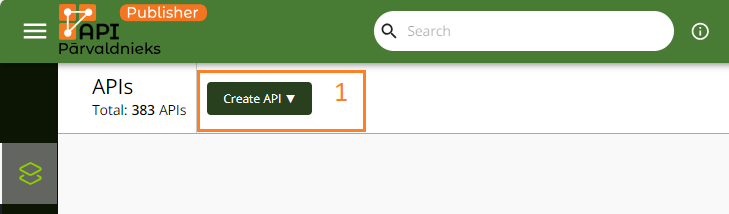 Publisher
API
Pārvaldnieks
Search
APIs
Total: 383 APIs
Create API ▼
1